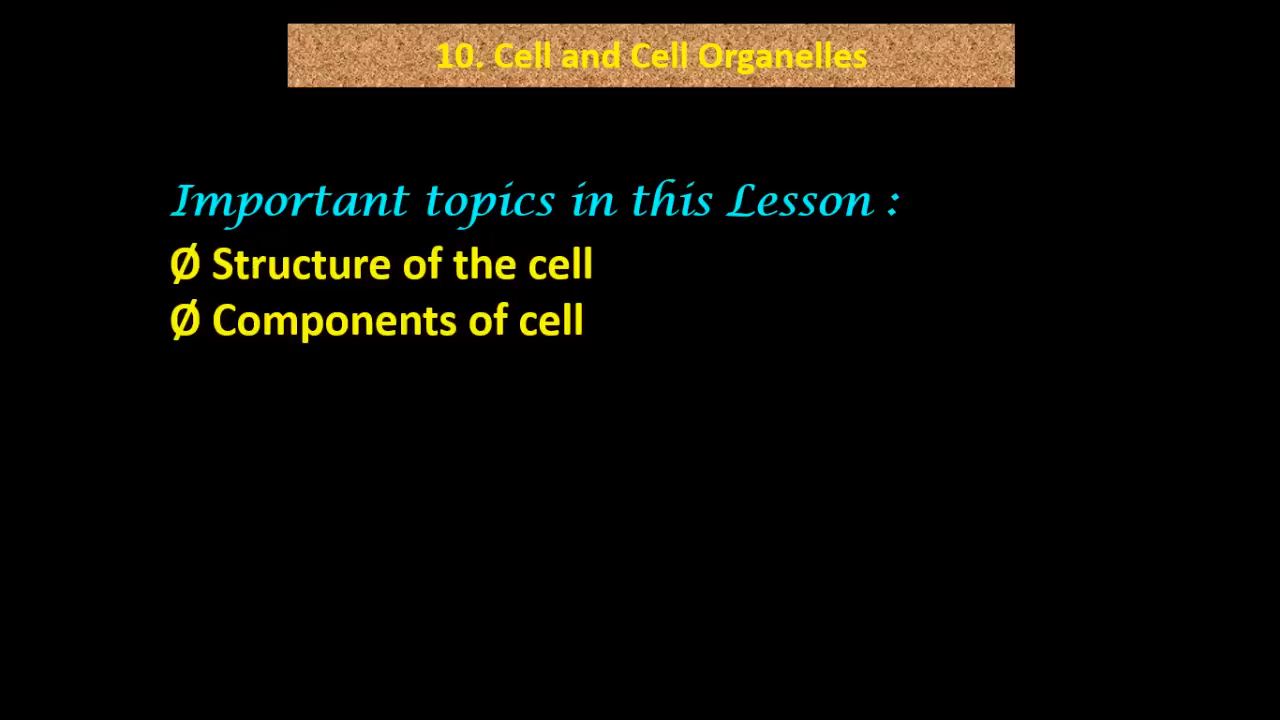 10. Cell and Cell Organelles
Important topics in this Lesson :
Ø Structure of the cell
Ø Components of cell